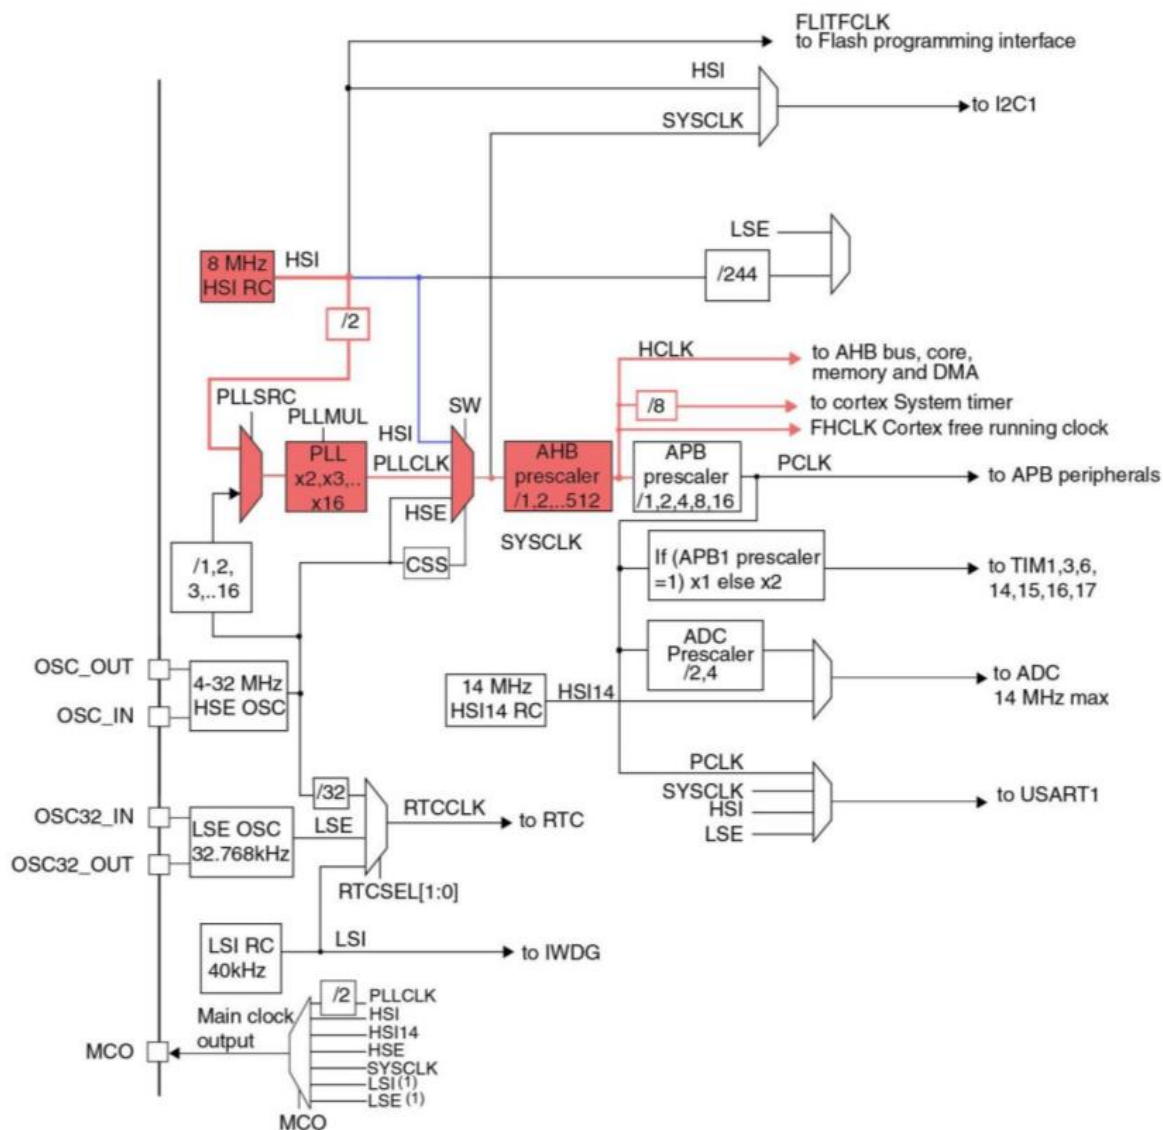 FLITFCLK
to Flash programming interface
HSI
to I2C1
SYSCLK
LSE
8 MHz
HSI RC
HSI
/244
/2
HCLK
to AHB bus, core,
memory and DMA
PLLSRC
PLLMUL
SW
/8
to cortex System timer
FHCLK Cortex free running clock
HSI
PLL
x2,x3,..
x16
PLLCLK
HSE
AHB
prescaler
/1,2,..512
APB
prescaler
/1,2,4,8,16
PCLK
to APB peripherals
SYSCLK
CSS
/1,2,
3,..16
If (APB1 prescaler
=1) x1 else x2
to TIM1,3,6,
14,15,16,17
OSC_OUT
OSC_IN
4-32 MHz
HSE OSC
ADC
Prescaler
/2,4
14 MHz
HSI14 RC
HSI14
to ADC
14 MHz max
/32
PCLK
SYSCLK
HSI
LSE
to USART1
OSC32_IN
OSC32_OUT
LSE OSC
32.768kHz
LSE
RTCCLK
to RTC
RTCSEL[1:0]
LSI RC
40kHz
LSI
to IWDG
/2
PLLCLK
HSI
HSI14
HSE
SYSCLK
LSI(1)
LSE(1)
Main clock
output
MCO
MCO